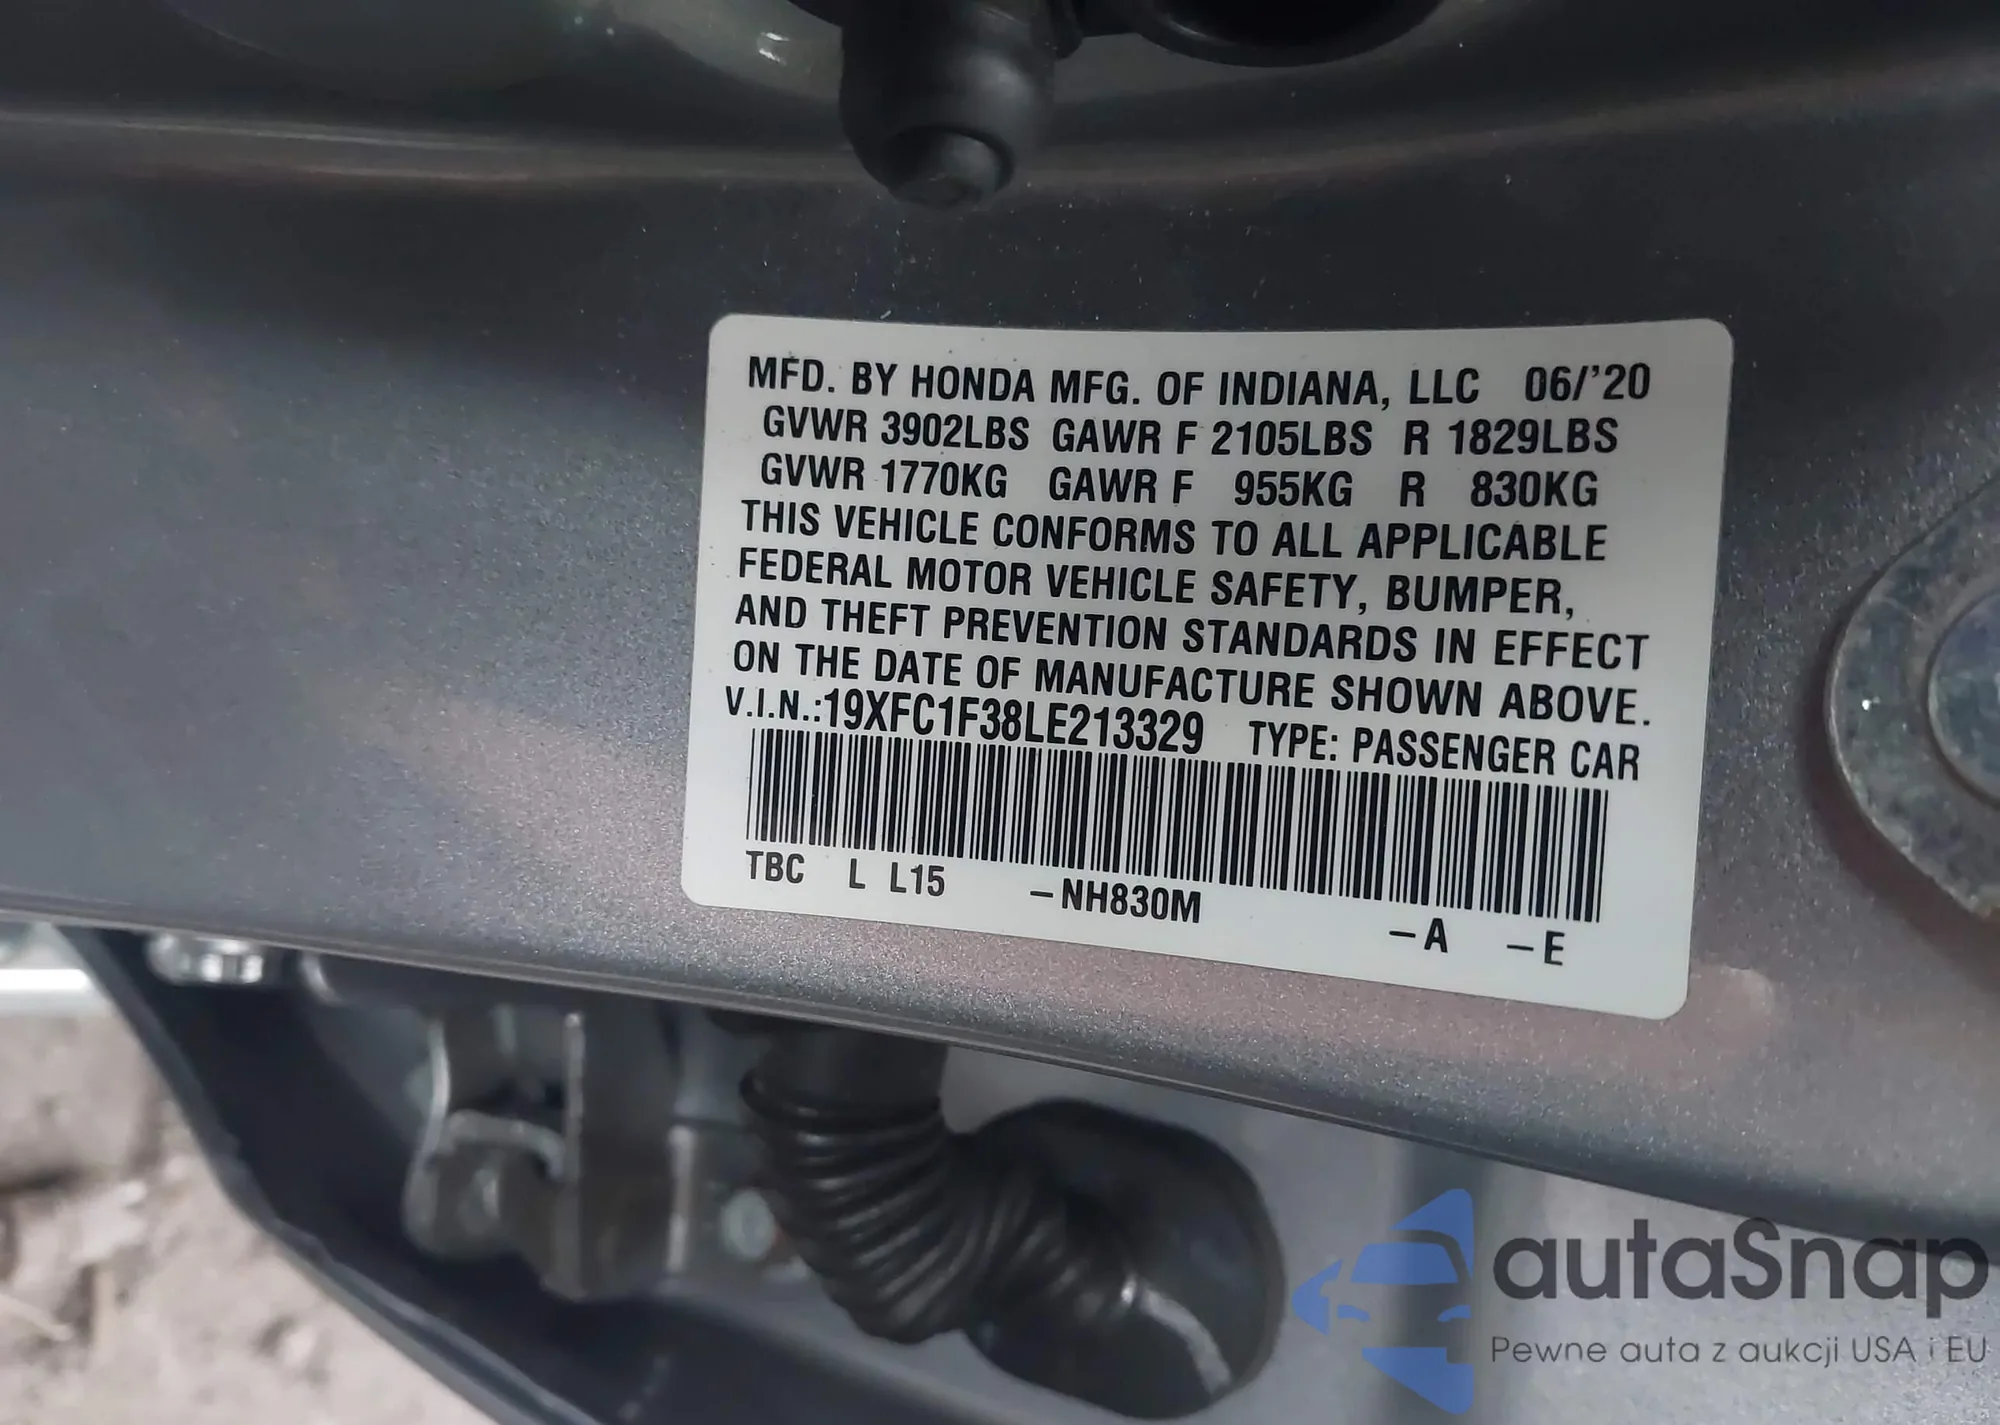 MFD. BY HONDA MFG. OF INDIANA, LLC 06/'20
GVWR 3902LBS GAWR F 2105LBS R 1829LBS
GVWR 1770KG GAWR F 955KG R 830KG
THIS VEHICLE CONFORMS TO ALL APPLICABLE
FEDERAL MOTOR VEHICLE SAFETY, BUMPER,
AND THEFT PREVENTION STANDARDS IN EFFECT
ON THE DATE OF MANUFACTURE SHOWN ABOVE.
V.I.N.:19XFC1F38LE213329 TYPE: PASSENGER CAR
TBC L L15 –NH830M –A –E
autaSnap
Pewne auta z aukcji USA i EU